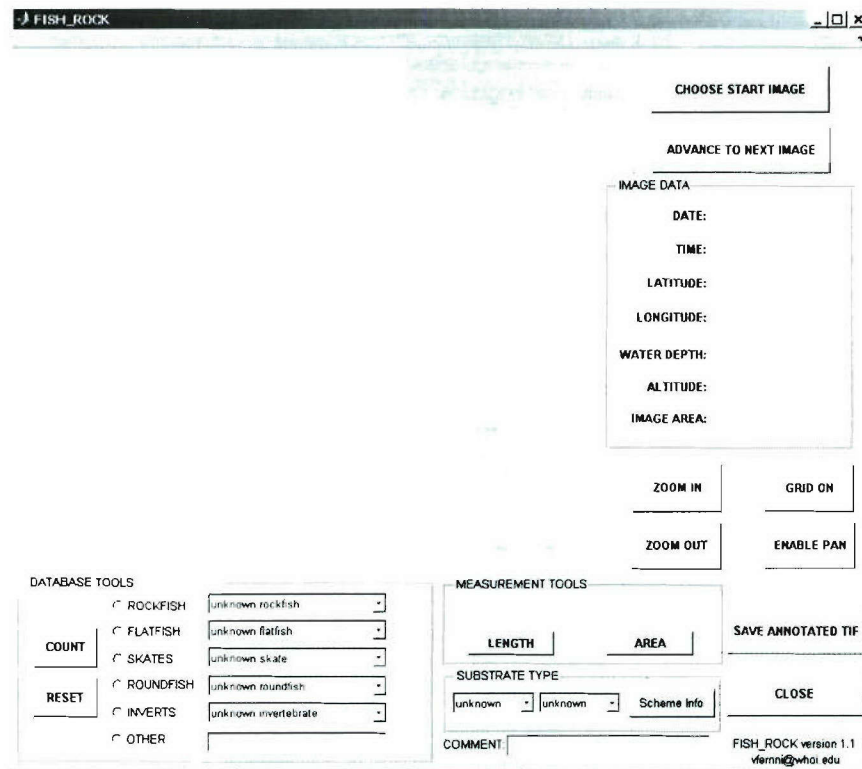 FISH_ROCK
CHOOSE START IMAGE
ADVANCE TO NEXT IMAGE
IMAGE DATA
DATE:
TIME:
LATITUDE:
LONGITUDE:
WATER DEPTH:
ALTITUDE:
IMAGE AREA:
ZOOM IN
GRID ON
ZOOM OUT
ENABLE PAN
DATABASE TOOLS
COUNT
RESET
ROCKFISH unknown rockfish
FLATFISH unknown flatfish
SKATES unknown skate
ROUNDFISH unknown roundfish
INVERTS unknown invertebrate
OTHER
MEASUREMENT TOOLS
LENGTH
AREA
SUBSTRATE TYPE
unknown unknown Scheme Info
COMMENT:
SAVE ANNOTATED TIF
CLOSE
FISH_ROCK version 1.1